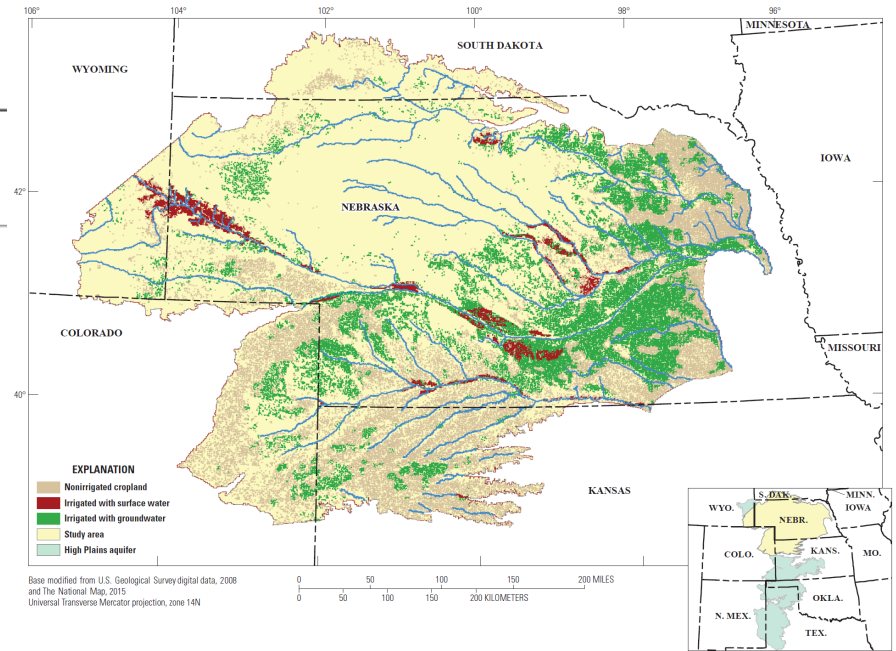 106° 104° 102° 100° 98° 96°
MINNESOTA
SOUTH DAKOTA
WYOMING
IOWA
42°
NEBRASKA
COLORADO
MISSOURI
40°
EXPLANATION
Nonirrigated cropland
Irrigated with surface water
Irrigated with groundwater
Study area
High Plains aquifer
KANSAS
S. DAK.
MINN.
WYO.
IOWA
NEBR.
COLO.
KANS.
MO.
OKLA.
N. MEX.
TEX.
Base modified from U.S. Geological Survey digital data, 2008
and The National Map, 2015
Universal Transverse Mercator projection, zone 14N
0 50 100 150 200 MILES
0 50 100 150 200 KILOMETERS